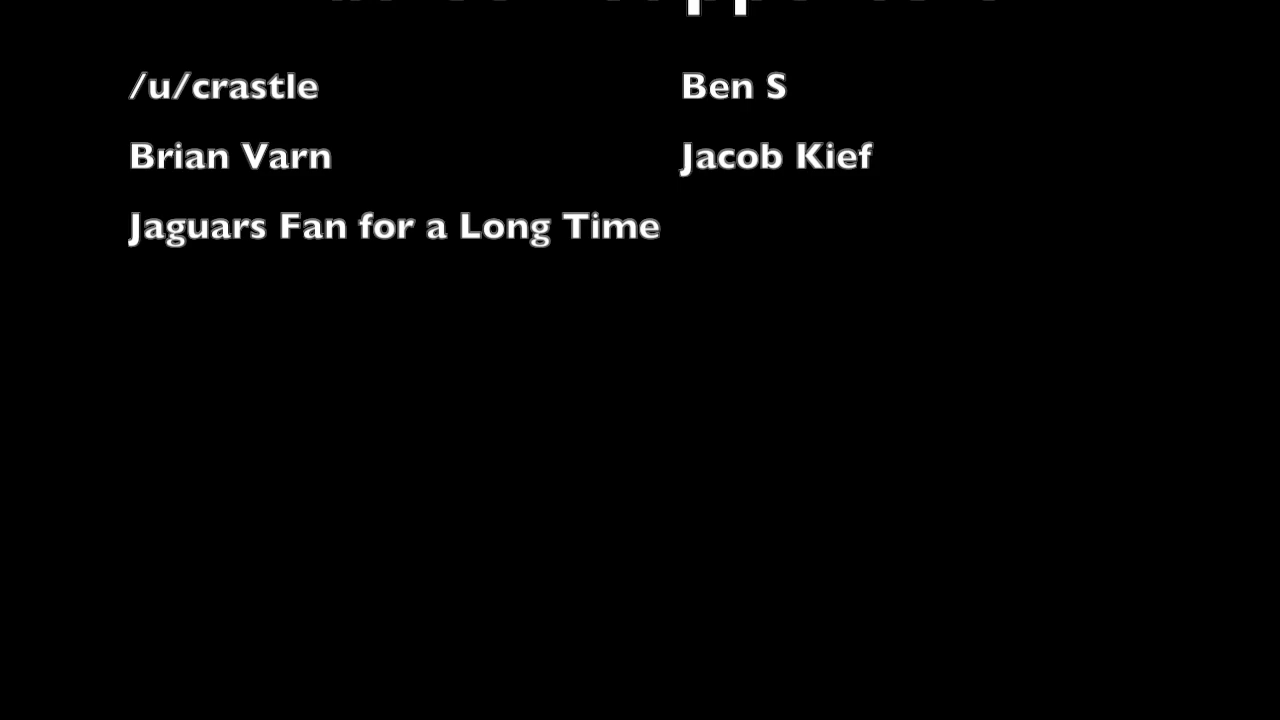 /u/crastle
Ben S
Brian Varn
Jacob Kief
Jaguars Fan for a Long Time